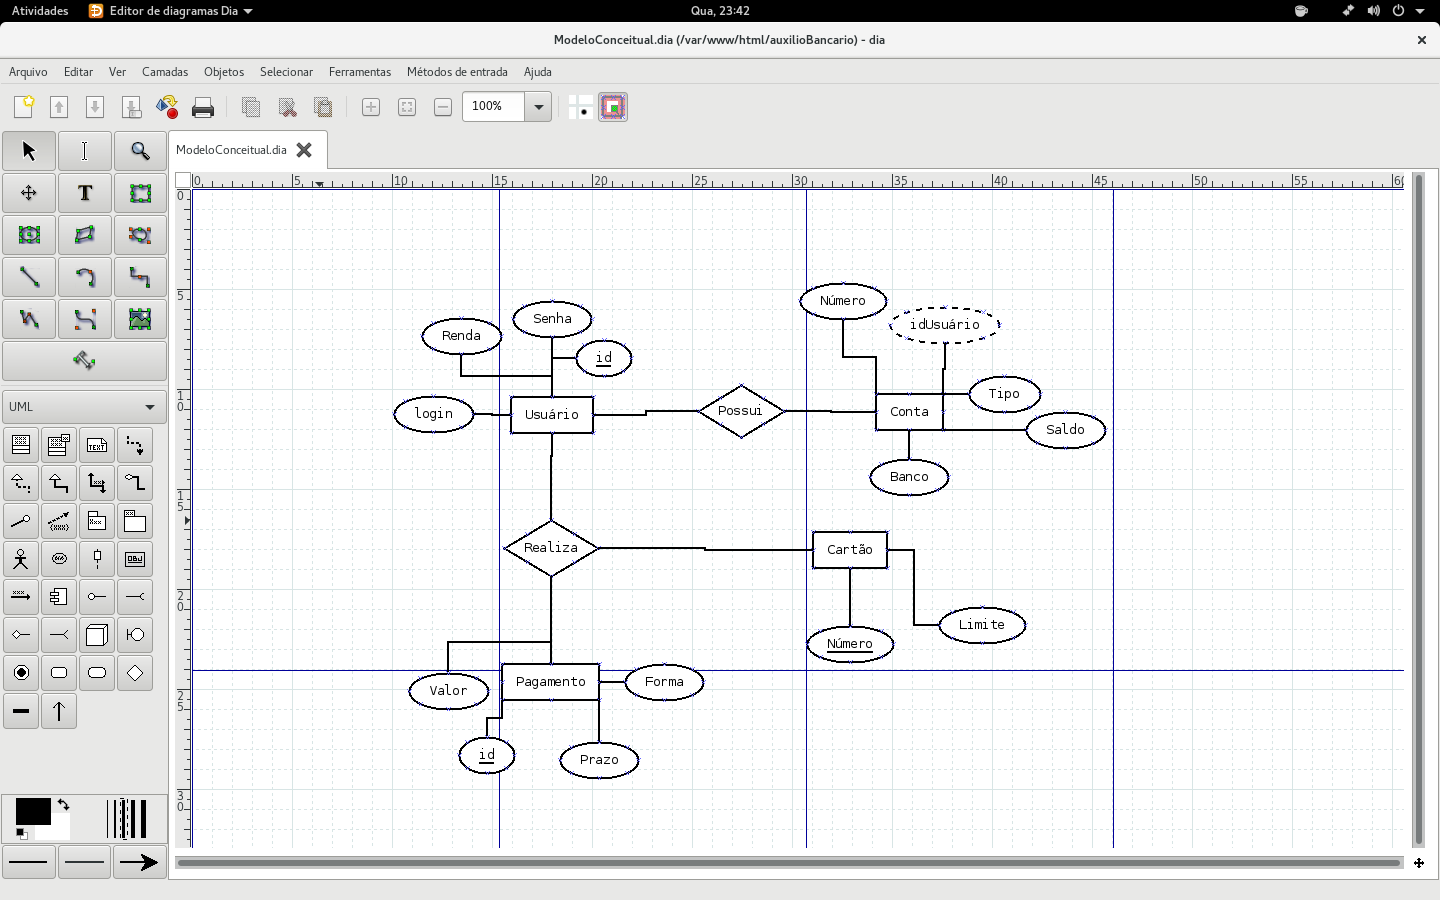 Atividades
Editor de diagramas Dia
Qua, 23:42
ModeloConceitual.dia (/var/www/html/auxilioBancario) - dia
Arquivo
Editar
Ver
Camadas
Objetos
Selecionar
Ferramentas
Métodos de entrada
Ajuda
100%
ModeloConceitual.dia
T
UML
TEXT
OBJ
0
5
10
15
20
25
30
35
40
45
50
55
0
5
10
15
20
25
30
Número
Senha
idUsuário
Renda
id
Tipo
login
Usuário
Possui
Conta
Saldo
Banco
Realiza
Cartão
Limite
Número
Pagamento
Forma
Valor
id
Prazo